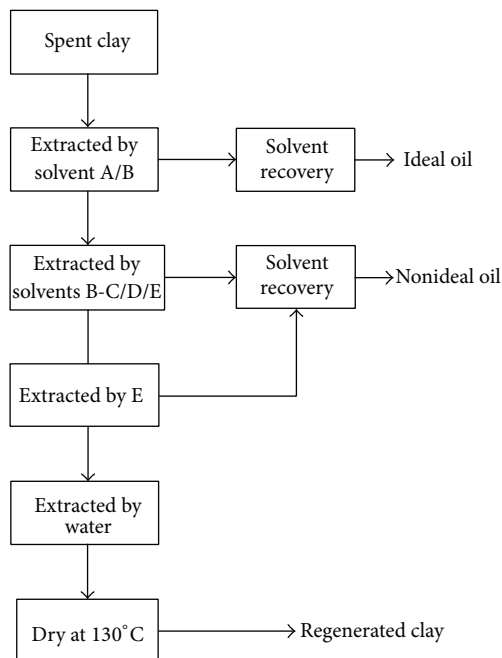 Spent clay
Extracted by
solvent A/B
Solvent
recovery
Ideal oil
Extracted by
solvents B-C/D/E
Solvent
recovery
Nonideal oil
Extracted by E
Extracted by
water
Dry at 130°C
Regenerated clay